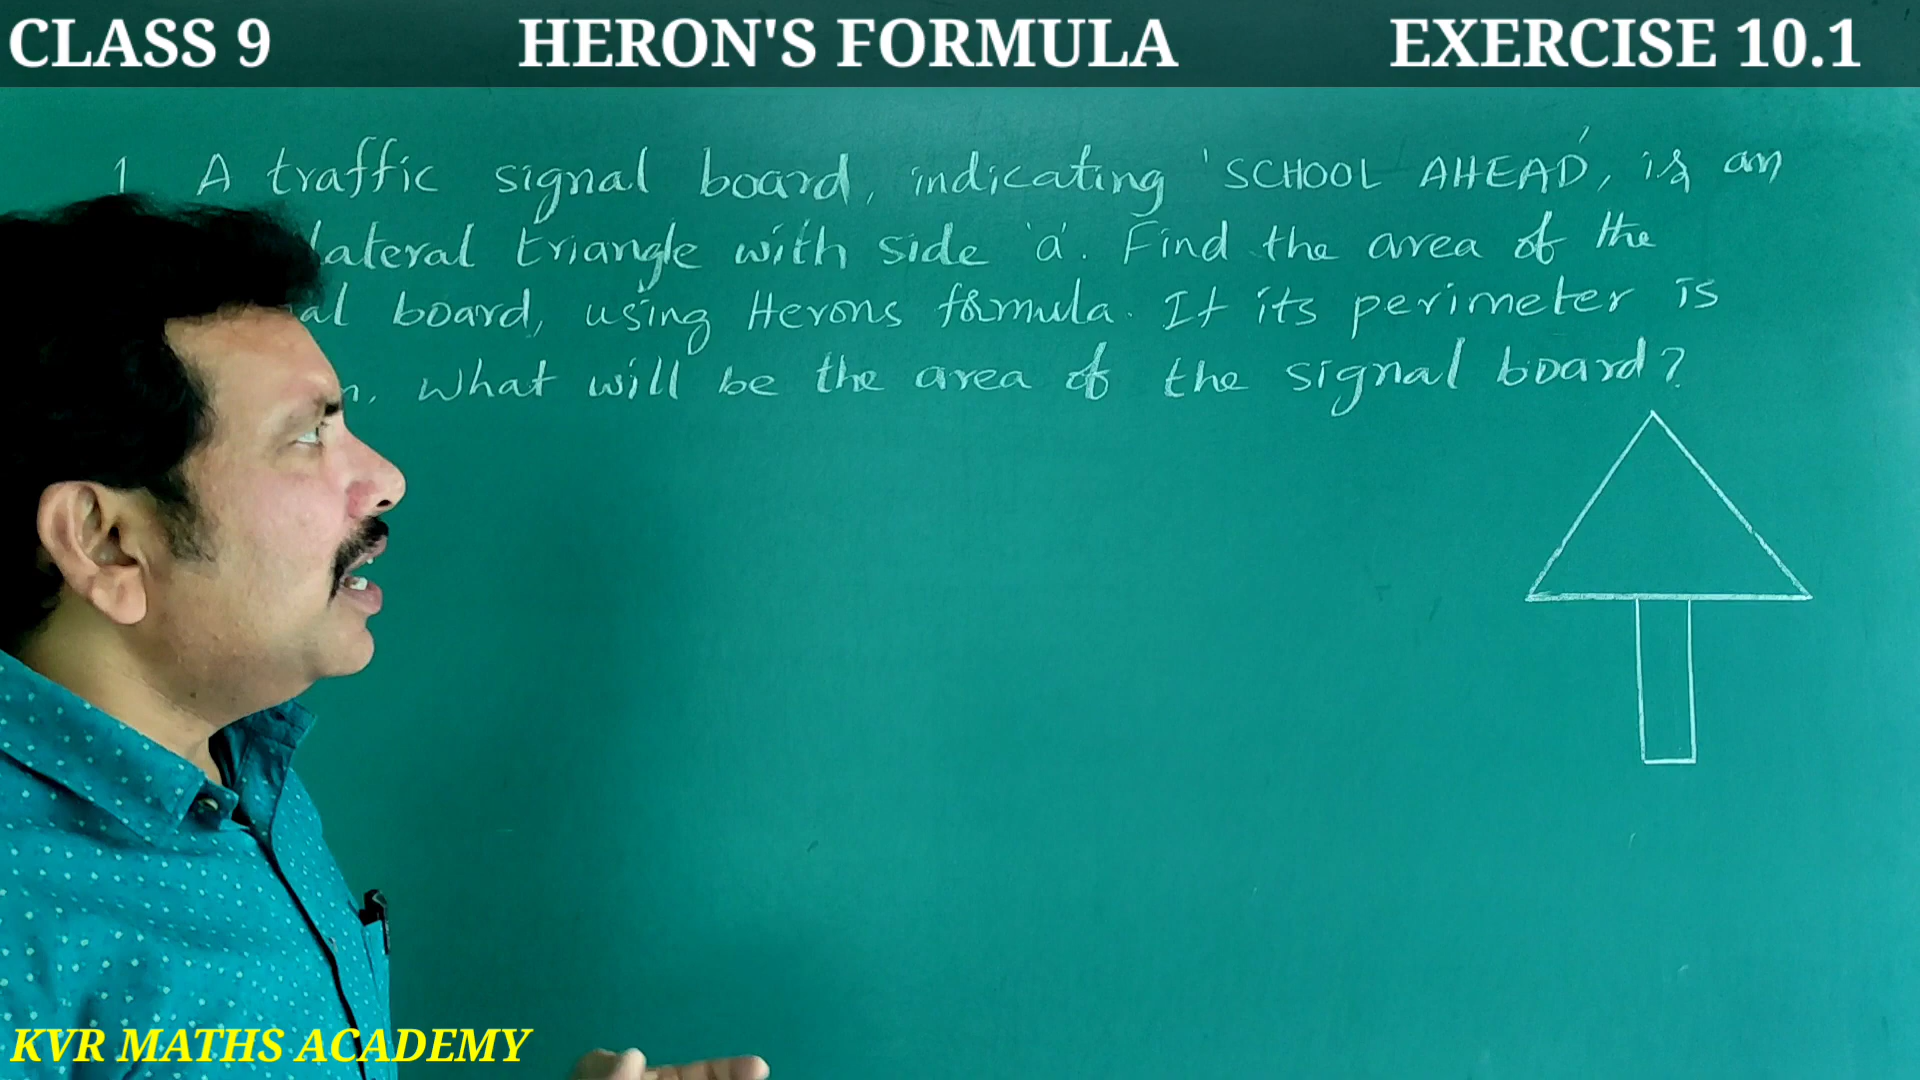 CLASS 9 HERON'S FORMULA EXERCISE 10.1
1. A traffic signal board, indicating 'SCHOOL AHEAD', is an
lateral triangle with side 'a'. Find the area of the
al board, using Herons formula. If its perimeter is
what will be the area of the signal board?
KVR MATHS ACADEMY